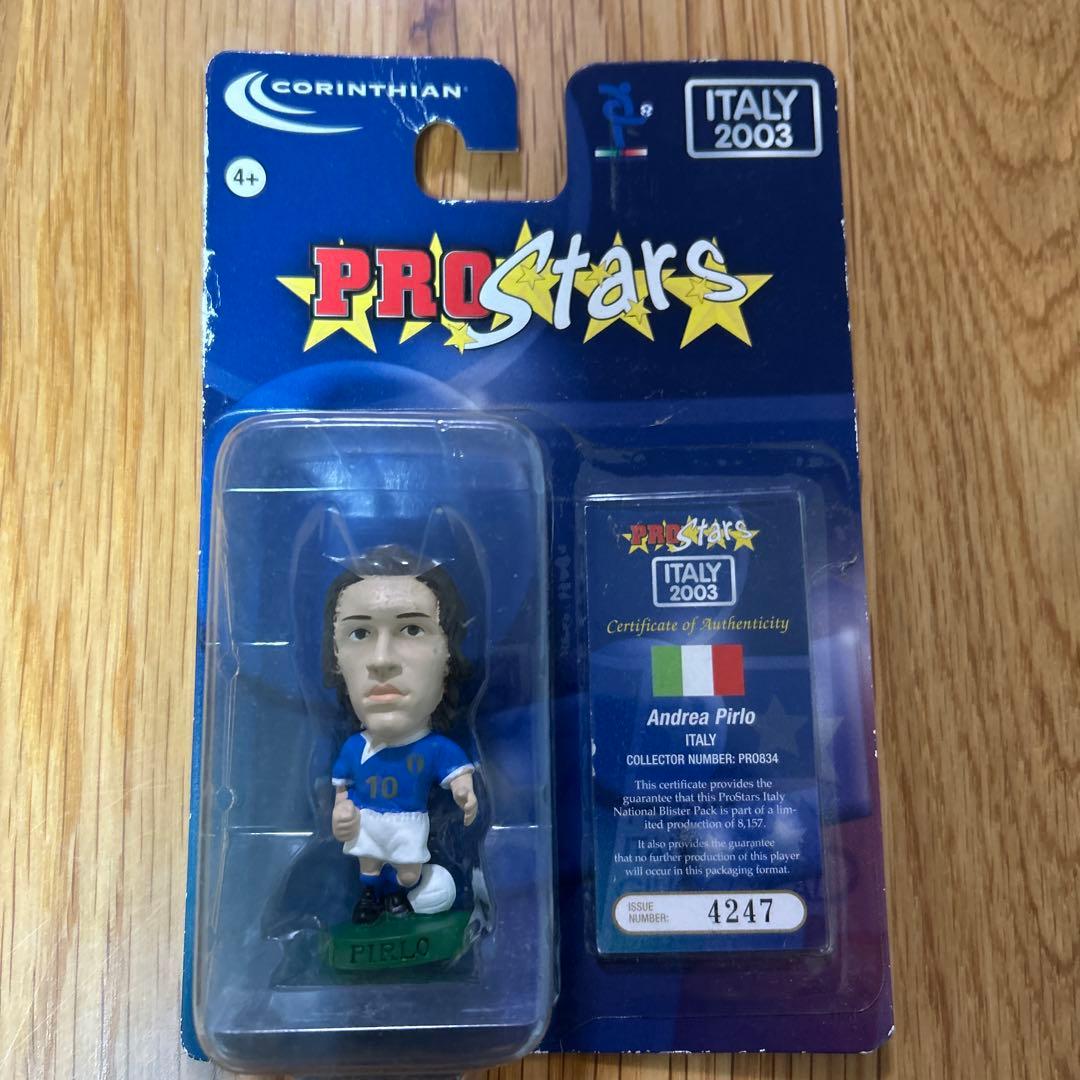 CORINTHIAN
ITALY
2003
4+
PROStars
PROStars
ITALY
2003
Certificate of Authenticity
Andrea Pirlo
ITALY
COLLECTOR NUMBER: PRO834
This certificate provides the
guarantee that this ProStars Italy
National Blister Pack is part of a lim-
ited production of 8,157.
It also provides the guarantee
that no further production of this player
will occur in this packaging format.
ISSUE
NUMBER: 4247
10
PIRLO